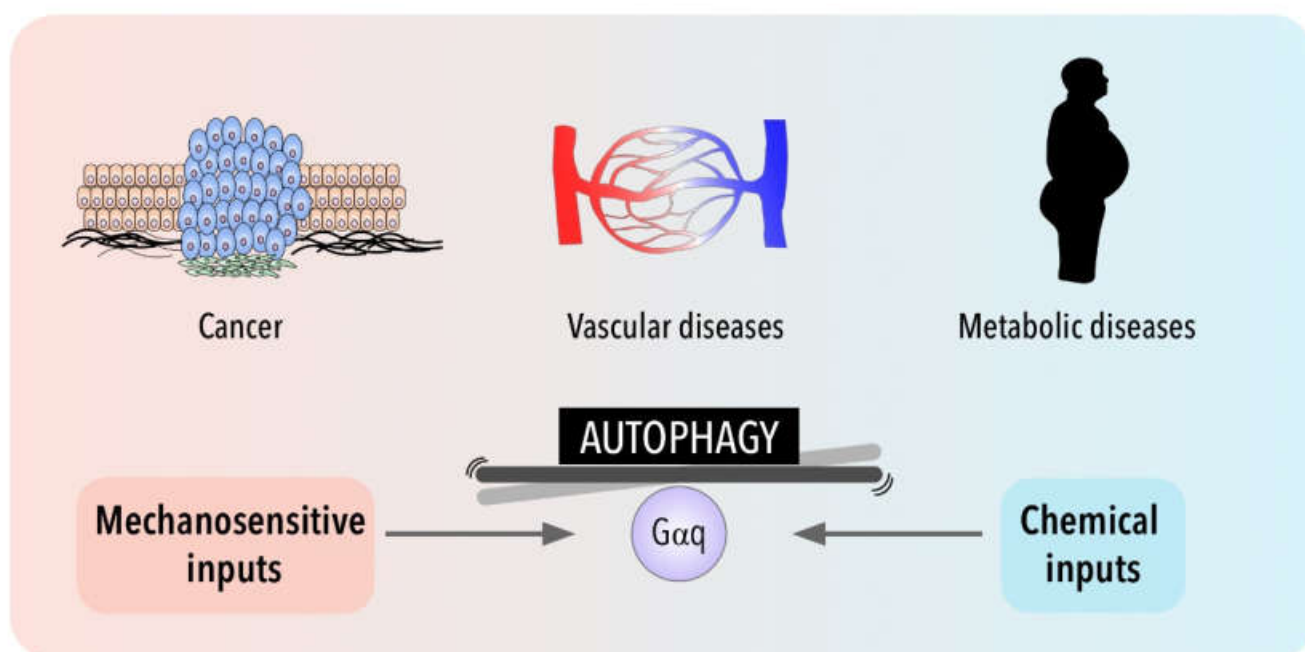 Cancer
Vascular diseases
Metabolic diseases
AUTOPHAGY
Mechanosensitive
inputs
Gαq
Chemical
inputs